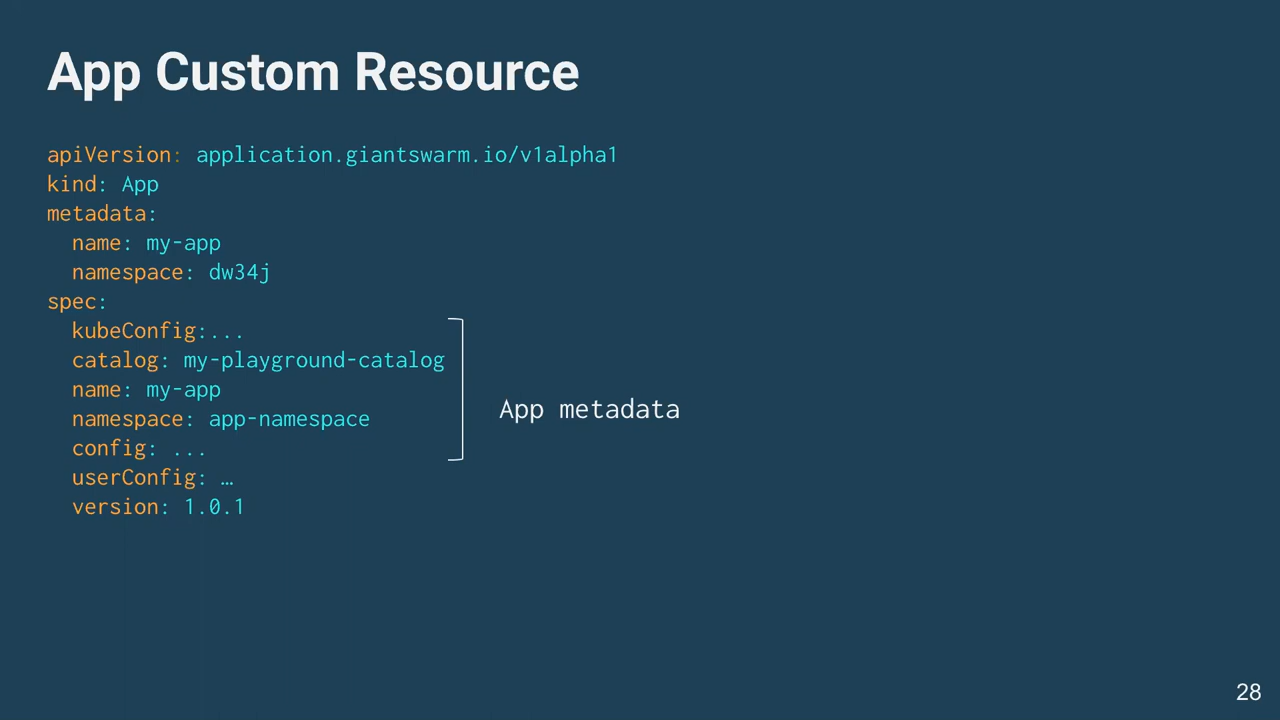 App Custom Resource
apiVersion: application.giantswarm.io/v1alpha1
kind: App
metadata:
  name: my-app
  namespace: dw34j
spec:
  kubeConfig:...
  catalog: my-playground-catalog
  name: my-app
  namespace: app-namespace
  config: ...
  userConfig: …
  version: 1.0.1
App metadata
28